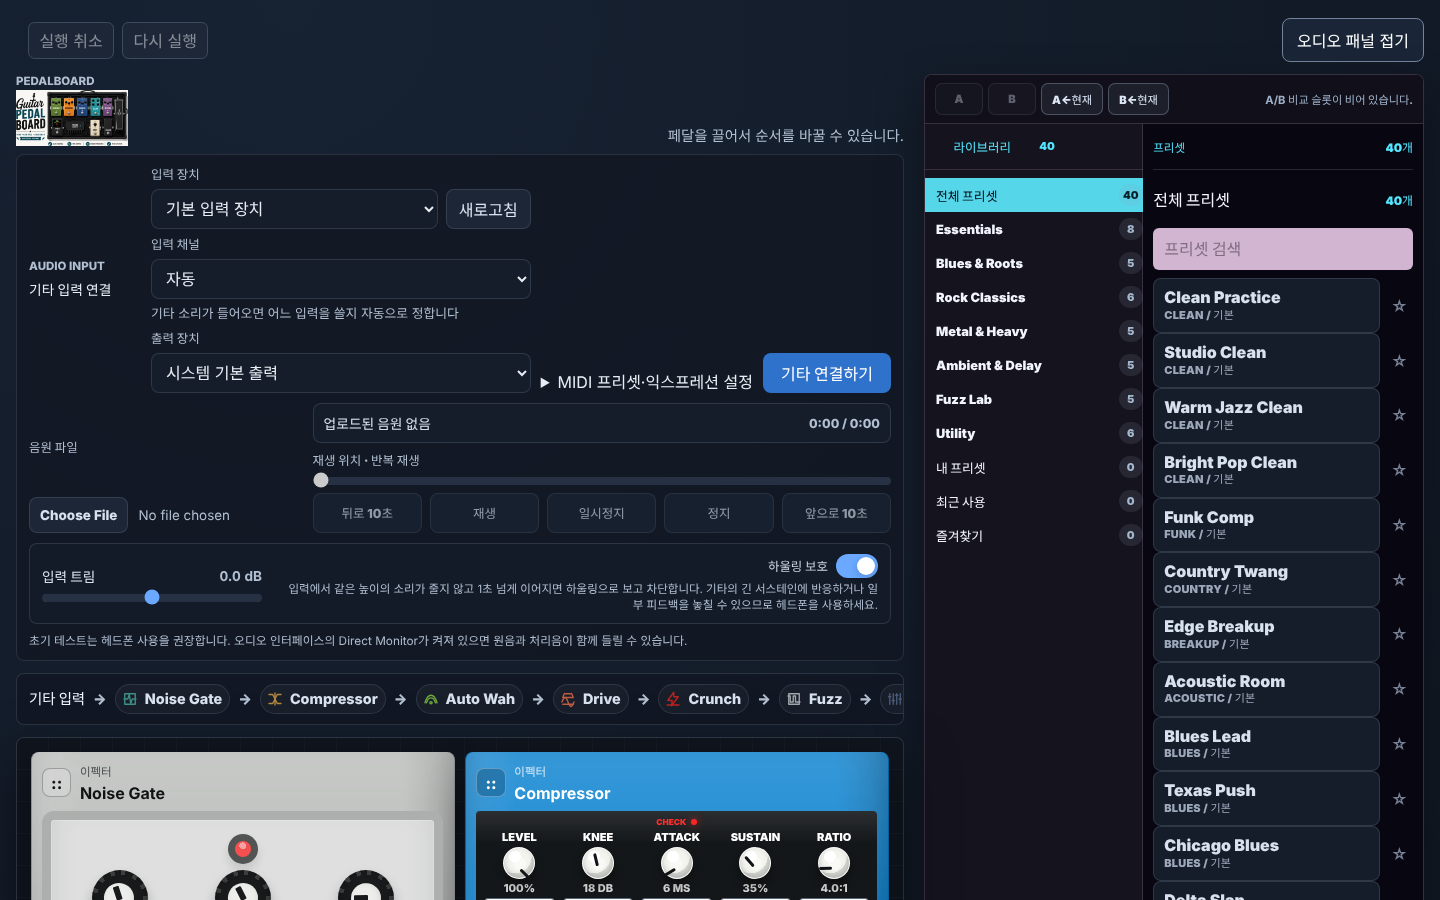 실행 취소
다시 실행
오디오 패널 접기
PEDALBOARD
Guitar
PEDAL
BOARD
페달을 끌어서 순서를 바꿀 수 있습니다.
AUDIO INPUT
기타 입력 연결
입력 장치
기본 입력 장치
새로고침
입력 채널
자동
기타 소리가 들어오면 어느 입력을 쓸지 자동으로 정합니다
출력 장치
시스템 기본 출력
▶ MIDI 프리셋·익스프레션 설정
기타 연결하기
음원 파일
Choose File
No file chosen
업로드된 음원 없음
0:00 / 0:00
재생 위치 · 반복 재생
뒤로 10초
재생
일시정지
정지
앞으로 10초
입력 트림
0.0 dB
하울링 보호
입력에서 같은 높이의 소리가 줄지 않고 1초 넘게 이어지면 하울링으로 보고 차단합니다. 기타의 긴 서스테인에 반응하거나 일
부 피드백을 놓칠 수 있으므로 헤드폰을 사용하세요.
초기 테스트는 헤드폰 사용을 권장합니다. 오디오 인터페이스의 Direct Monitor가 켜져 있으면 원음과 처리음이 함께 들릴 수 있습니다.
기타 입력 → Noise Gate → Compressor → Auto Wah → Drive → Crunch → Fuzz →
이펙터
Noise Gate
이펙터
Compressor
CHECK
LEVEL
KNEE
ATTACK
SUSTAIN
RATIO
100%
18 DB
6 MS
35%
4.0:1
A
B
A←현재
B←현재
A/B 비교 슬롯이 비어 있습니다.
라이브러리
40
전체 프리셋
40
Essentials
8
Blues & Roots
5
Rock Classics
6
Metal & Heavy
5
Ambient & Delay
5
Fuzz Lab
5
Utility
6
내 프리셋
0
최근 사용
0
즐겨찾기
0
프리셋
40개
전체 프리셋
40개
프리셋 검색
Clean Practice
CLEAN / 기본
Studio Clean
CLEAN / 기본
Warm Jazz Clean
CLEAN / 기본
Bright Pop Clean
CLEAN / 기본
Funk Comp
FUNK / 기본
Country Twang
COUNTRY / 기본
Edge Breakup
BREAKUP / 기본
Acoustic Room
ACOUSTIC / 기본
Blues Lead
BLUES / 기본
Texas Push
BLUES / 기본
Chicago Blues
BLUES / 기본
Delta Slap